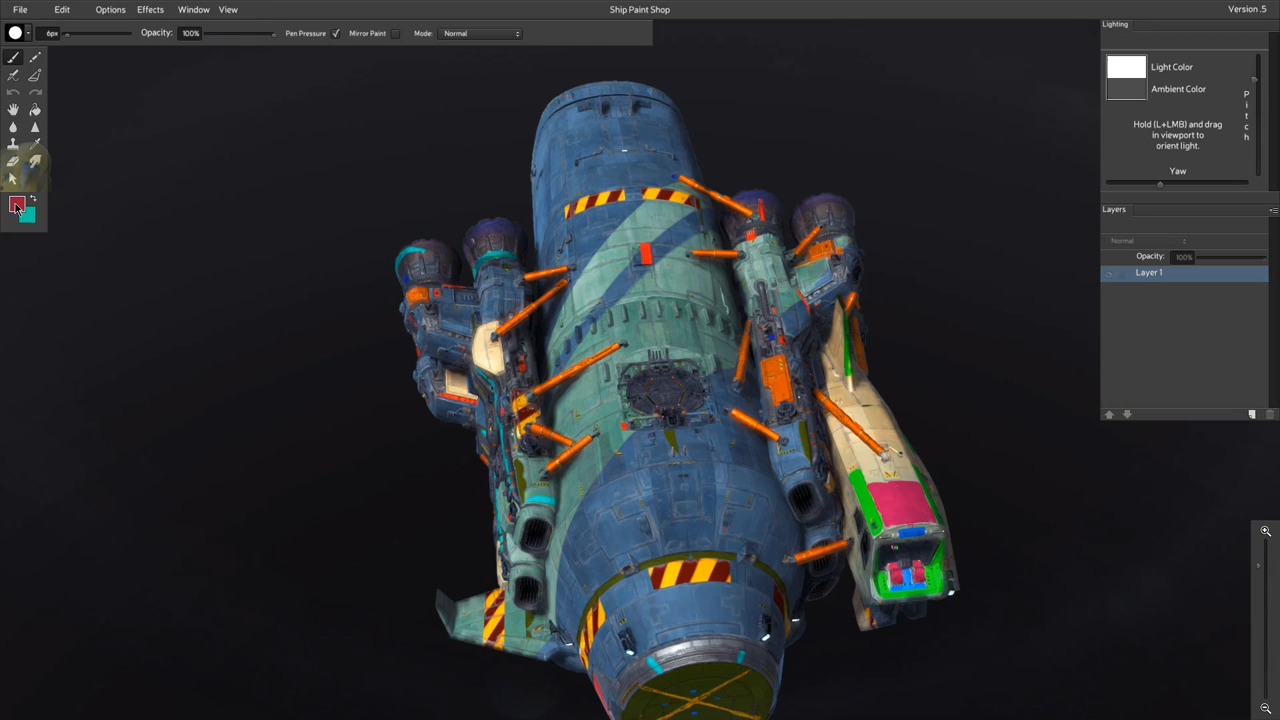 File Edit Options Effects Window View Ship Paint Shop Version .5
6px Opacity: 100% Pen Pressure Mirror Paint Mode: Normal
Lighting
Light Color
Ambient Color
Pitch
Hold (L+LMB) and drag
in viewport to
orient light.
Yaw
Layers
Normal
Opacity: 100%
Layer 1